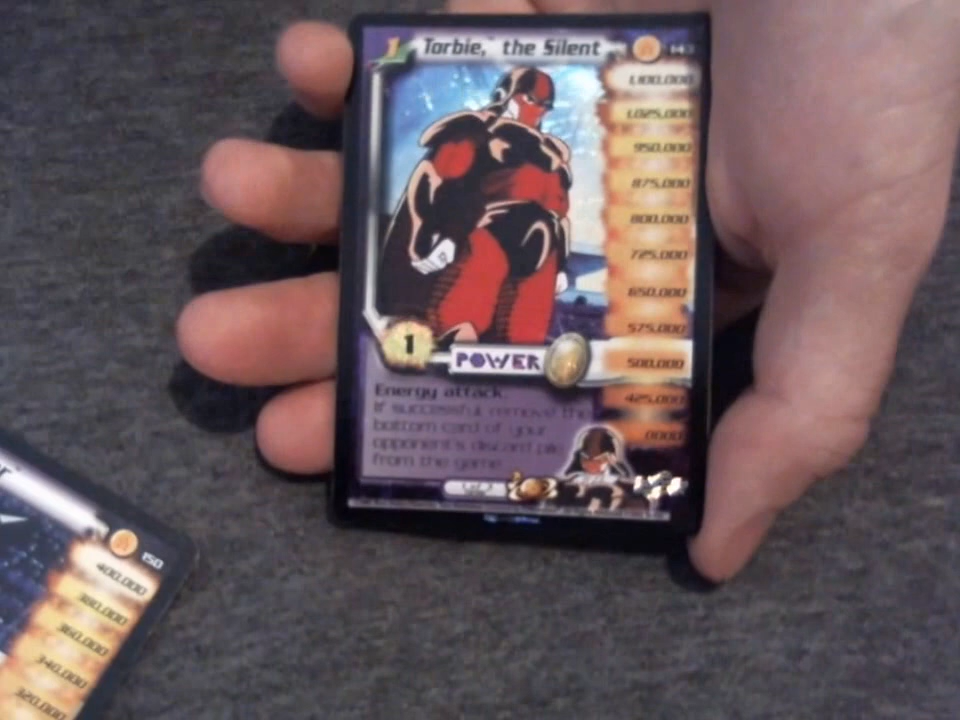 1 Torbie,™ the Silent 143
1,100,000
1,025,000
950,000
875,000
800,000
725,000
650,000
575,000
500,000
425,000
0000
1
POWER
Energy attack.
If successful, remove the
bottom card of your
opponent's discard pile
from the game.
150
400,000
380,000
360,000
340,000
320,000